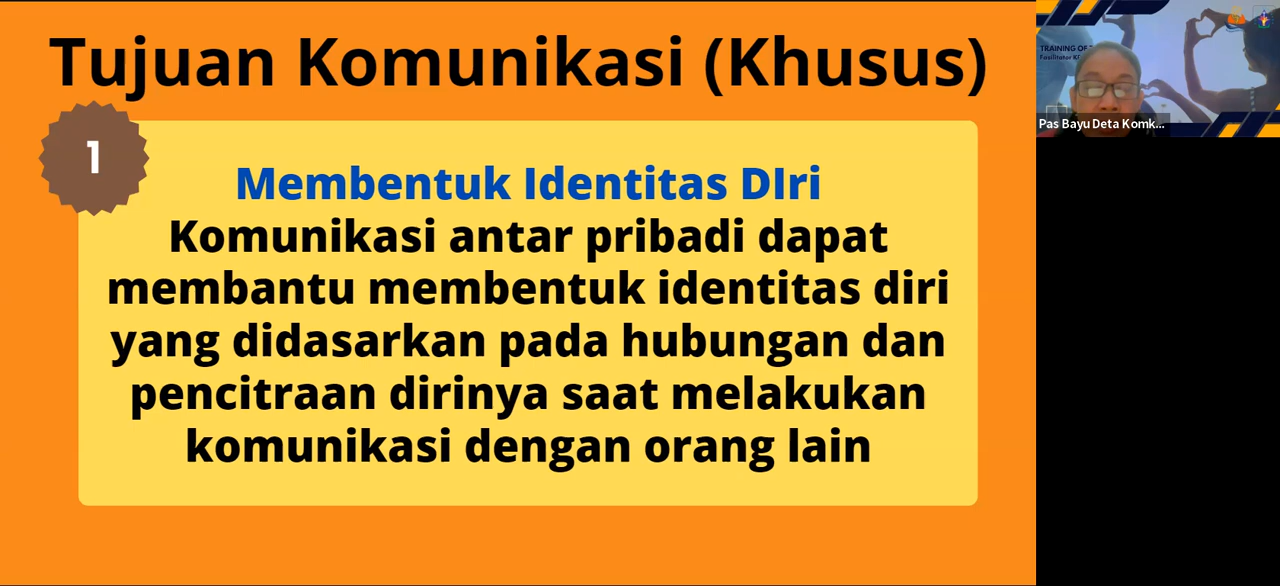 Tujuan Komunikasi (Khusus)
1
Membentuk Identitas DIri
Komunikasi antar pribadi dapat
membantu membentuk identitas diri
yang didasarkan pada hubungan dan
pencitraan dirinya saat melakukan
komunikasi dengan orang lain
TRAINING OF
Fasilitator
Pas Bayu Deta Komk...